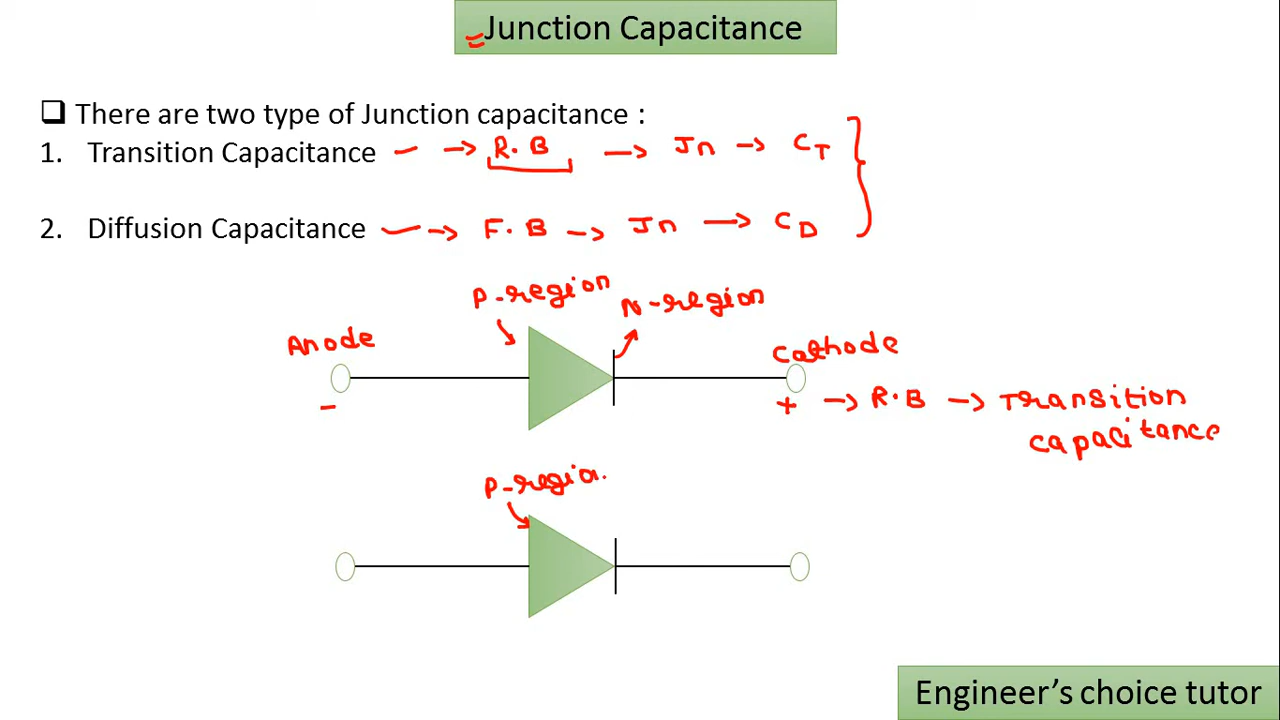 Junction Capacitance
❑ There are two type of Junction capacitance :
1. Transition Capacitance → R.B → Jn → CT
2. Diffusion Capacitance → F.B → Jn → CD
P-region
N-region
Anode
Cathode
- + → R.B → Transition
capacitance
P-region
Engineer's choice tutor